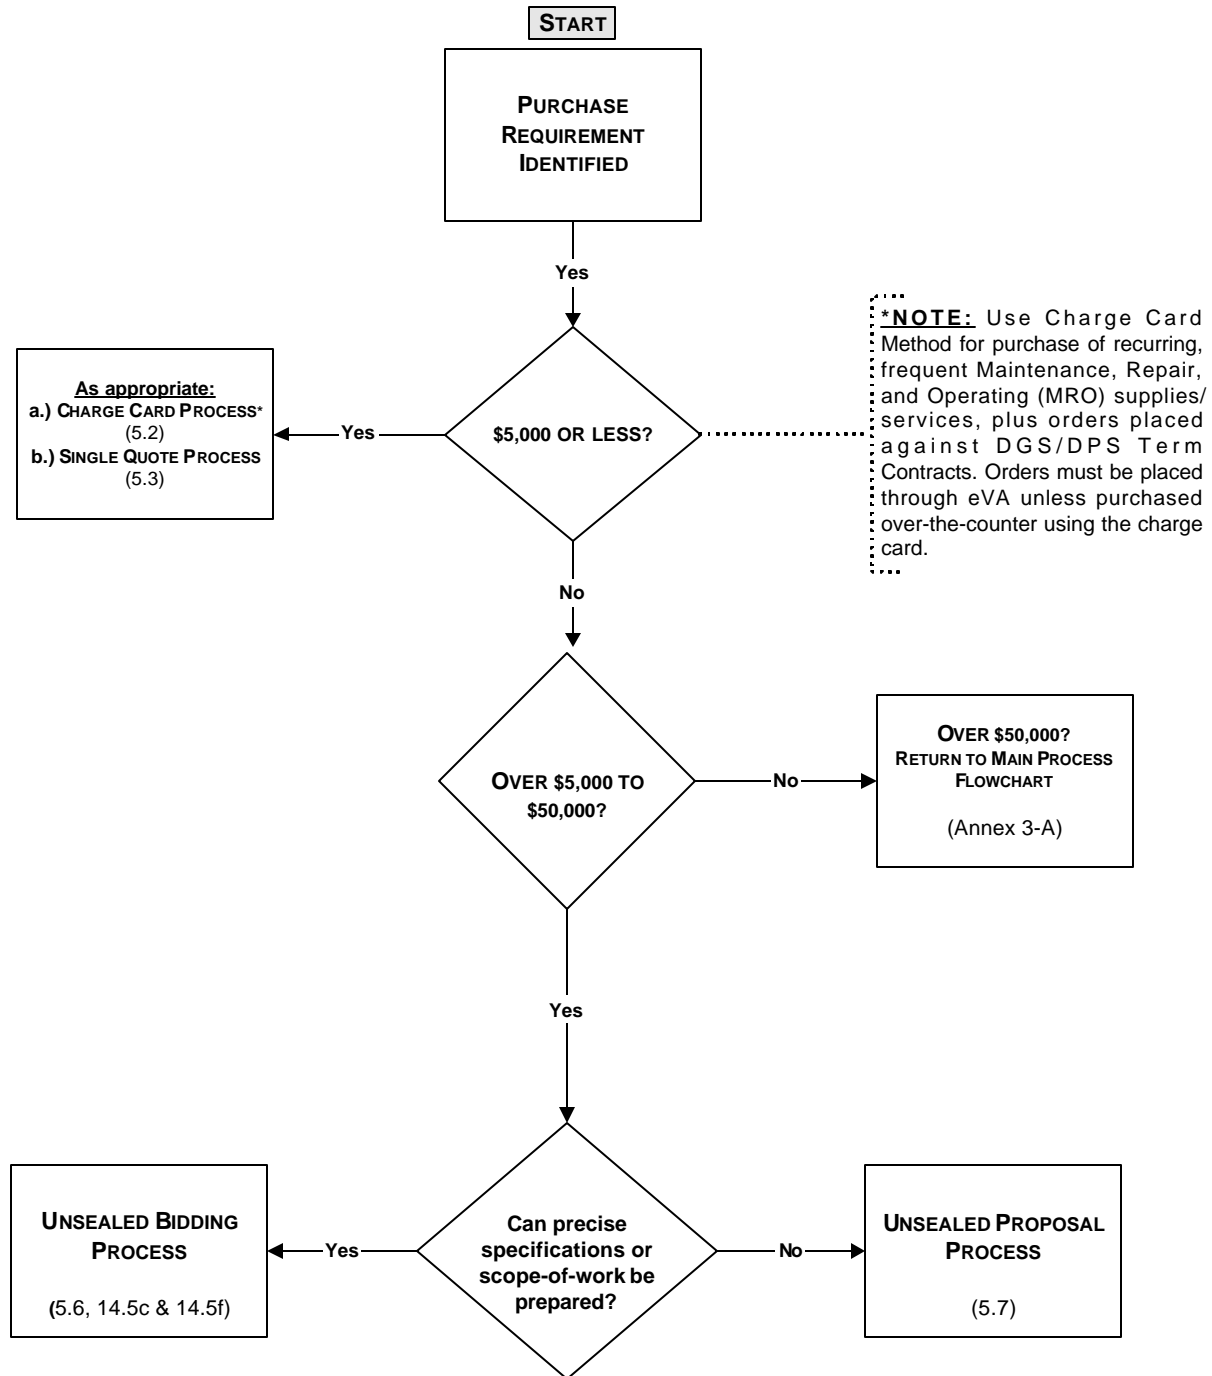 START
PURCHASE
REQUIREMENT
IDENTIFIED
Yes
*NOTE: Use Charge Card
Method for purchase of recurring,
frequent Maintenance, Repair,
and Operating (MRO) supplies/
services, plus orders placed
against DGS/DPS Term
Contracts. Orders must be placed
through eVA unless purchased
over-the-counter using the charge
card.
As appropriate:
a.) CHARGE CARD PROCESS*
(5.2)
b.) SINGLE QUOTE PROCESS
(5.3)
Yes
$5,000 OR LESS?
No
OVER $5,000 TO
$50,000?
No
OVER $50,000?
RETURN TO MAIN PROCESS
FLOWCHART
(Annex 3-A)
Yes
UNSEALED BIDDING
PROCESS
(5.6, 14.5c & 14.5f)
Yes
Can precise
specifications or
scope-of-work be
prepared?
No
UNSEALED PROPOSAL
PROCESS
(5.7)